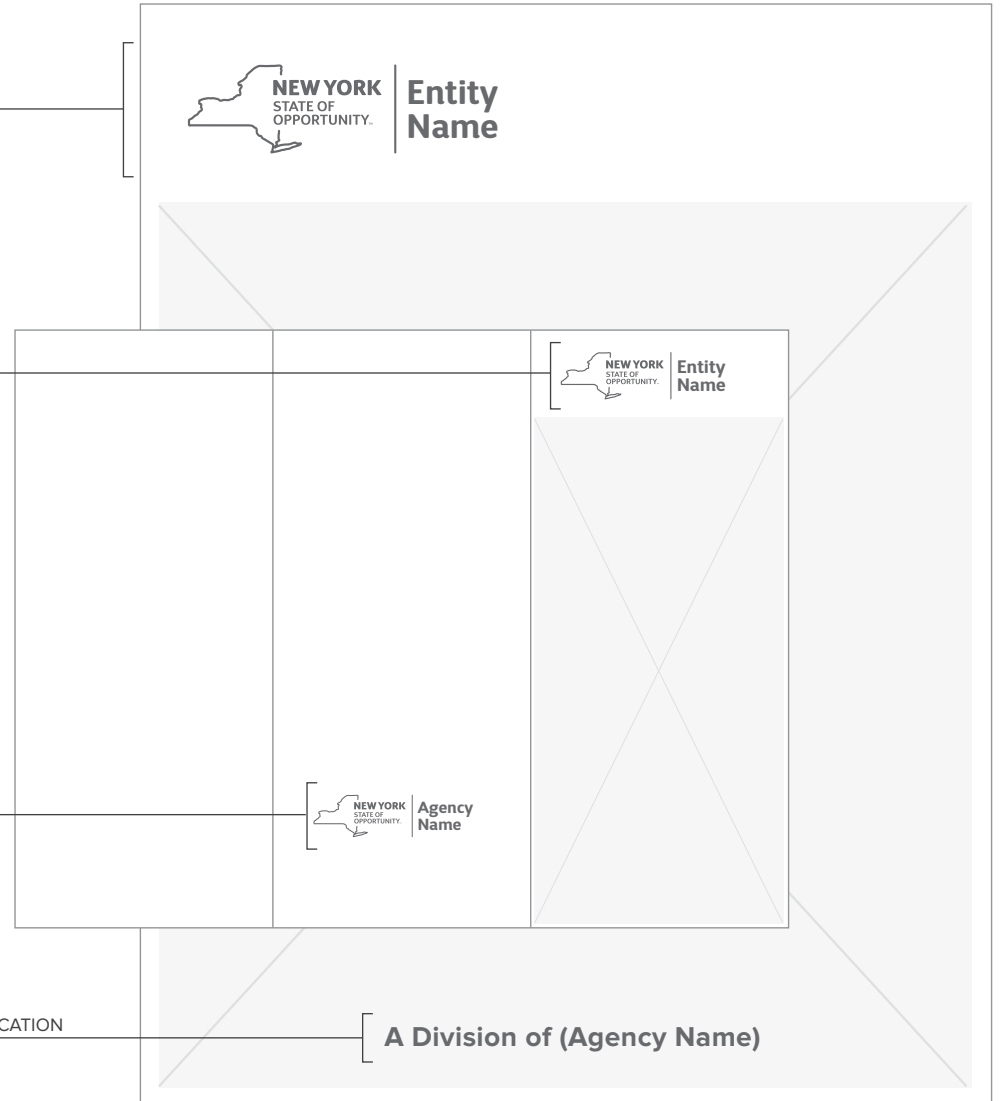 NEW YORK
STATE OF
OPPORTUNITY™
Entity
Name
NEW YORK
STATE OF
OPPORTUNITY.
Entity
Name
NEW YORK
STATE OF
OPPORTUNITY.
Agency
Name
CATION
A Division of (Agency Name)